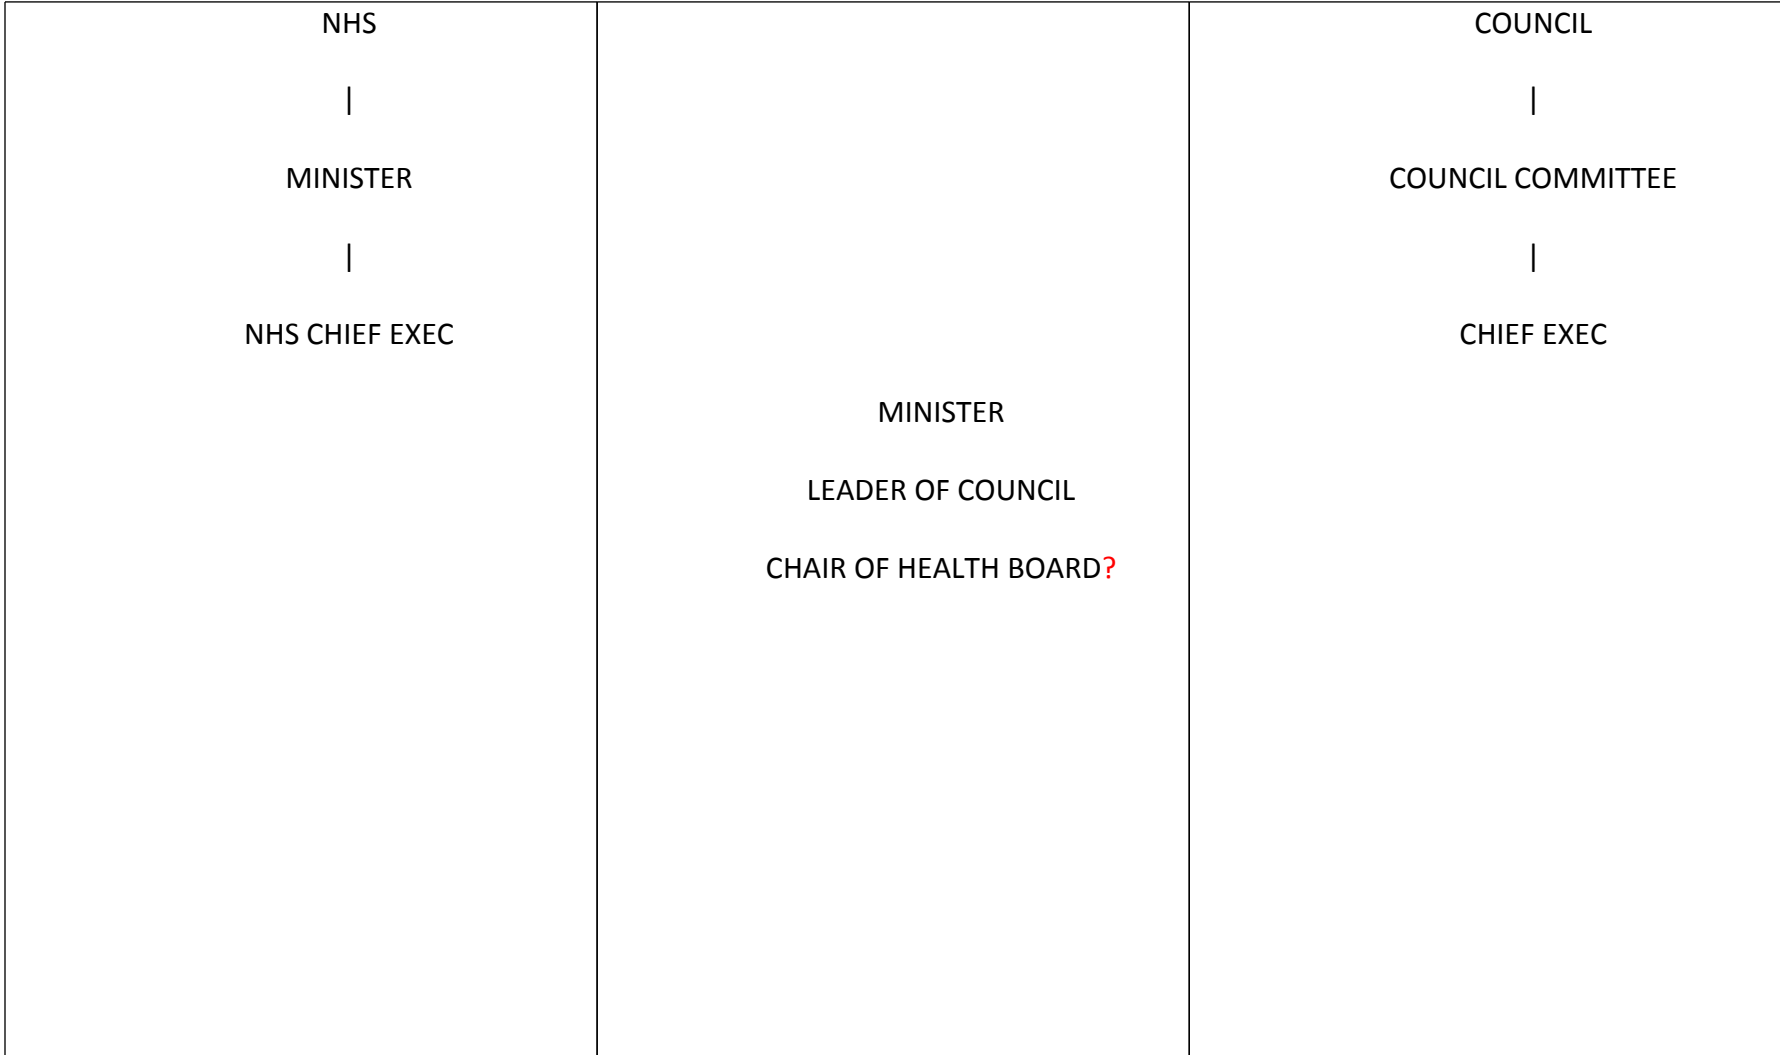 NHS
|
MINISTER
|
NHS CHIEF EXEC
MINISTER
LEADER OF COUNCIL
CHAIR OF HEALTH BOARD?
COUNCIL
|
COUNCIL COMMITTEE
|
CHIEF EXEC